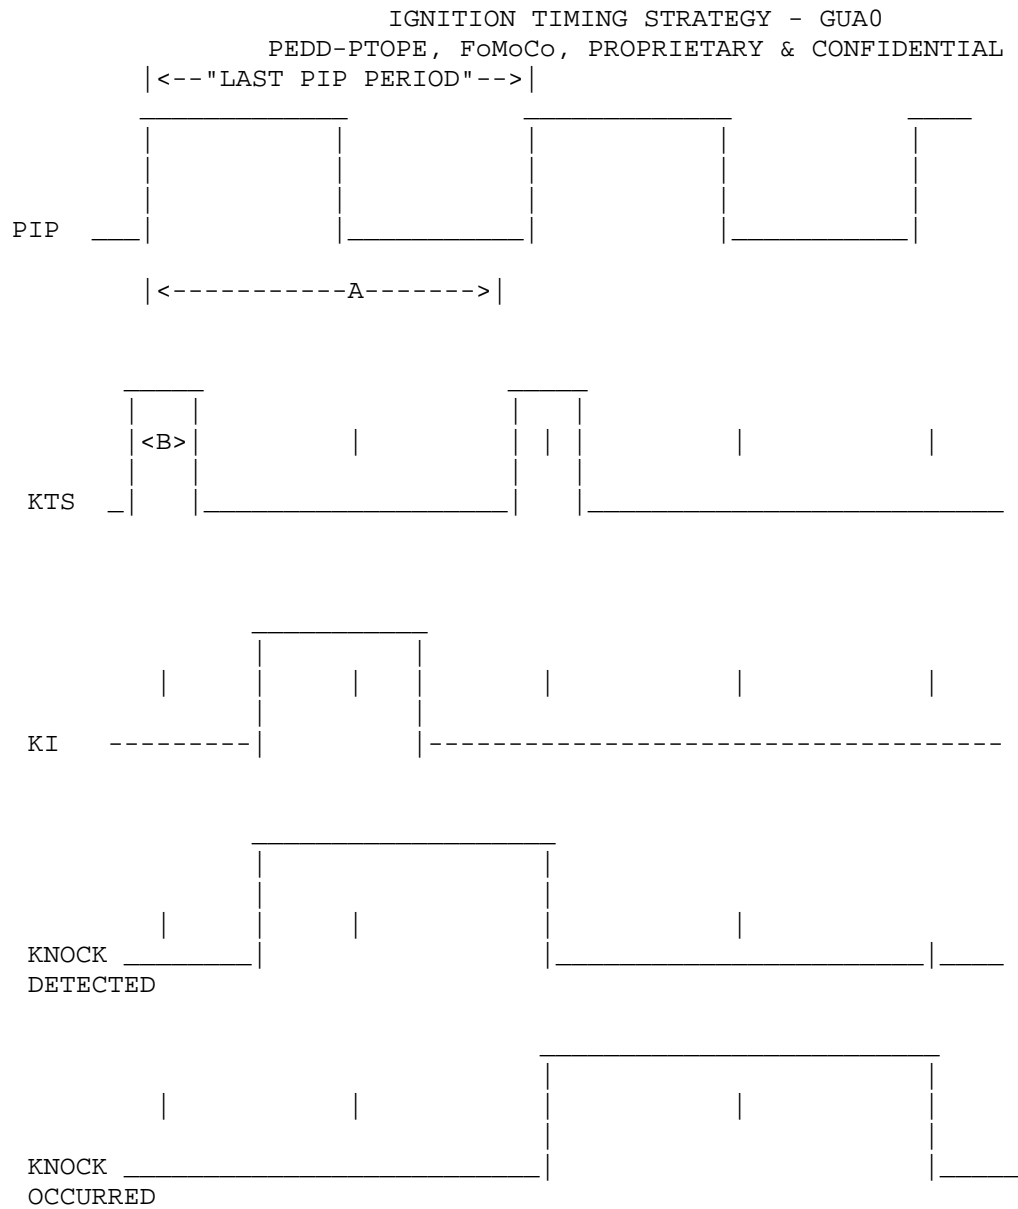 IGNITION TIMING STRATEGY - GUA0
PEDD-PTOPE, FoMoCo, PROPRIETARY & CONFIDENTIAL
|<--"LAST PIP PERIOD"-->|
PIP
|<-----------A------->|
<B>
KTS
KI
KNOCK
DETECTED
KNOCK
OCCURRED